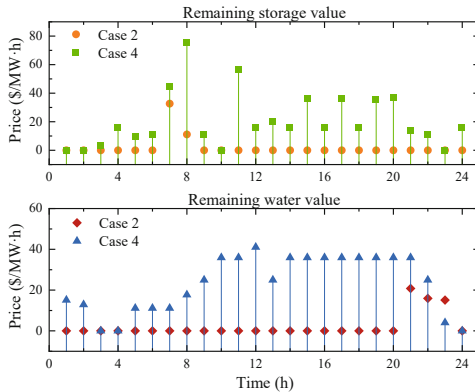 Remaining storage value
Case 2
Case 4
Price ($/MW·h)
80
60
40
20
0
0 4 8 12 16 20 24
Remaining water value
Case 2
Case 4
Price ($/MW·h)
60
40
20
0
0 4 8 12 16 20 24
Time (h)